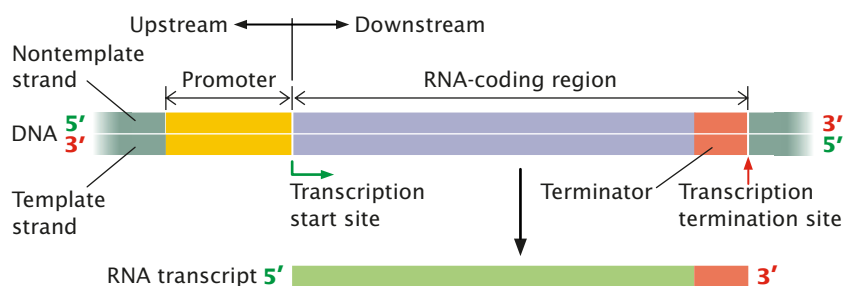 Upstream Downstream
Nontemplate
strand
Promoter RNA-coding region
DNA 5′ 3′
3′ 5′
Template
strand
Transcription
start site
Terminator
Transcription
termination site
RNA transcript 5′ 3′